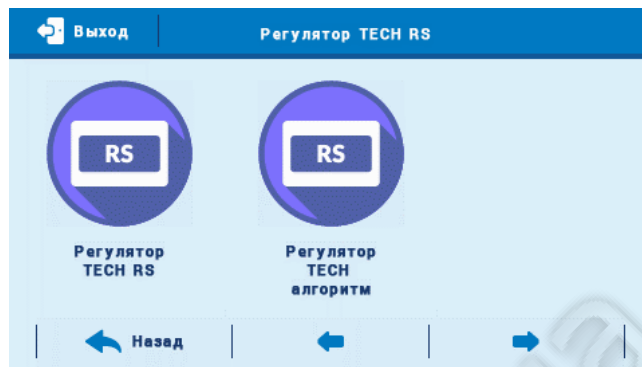 Выход
Регулятор TECH RS
RS
RS
Регулятор
TECH RS
Регулятор
TECH
алгоритм
Назад